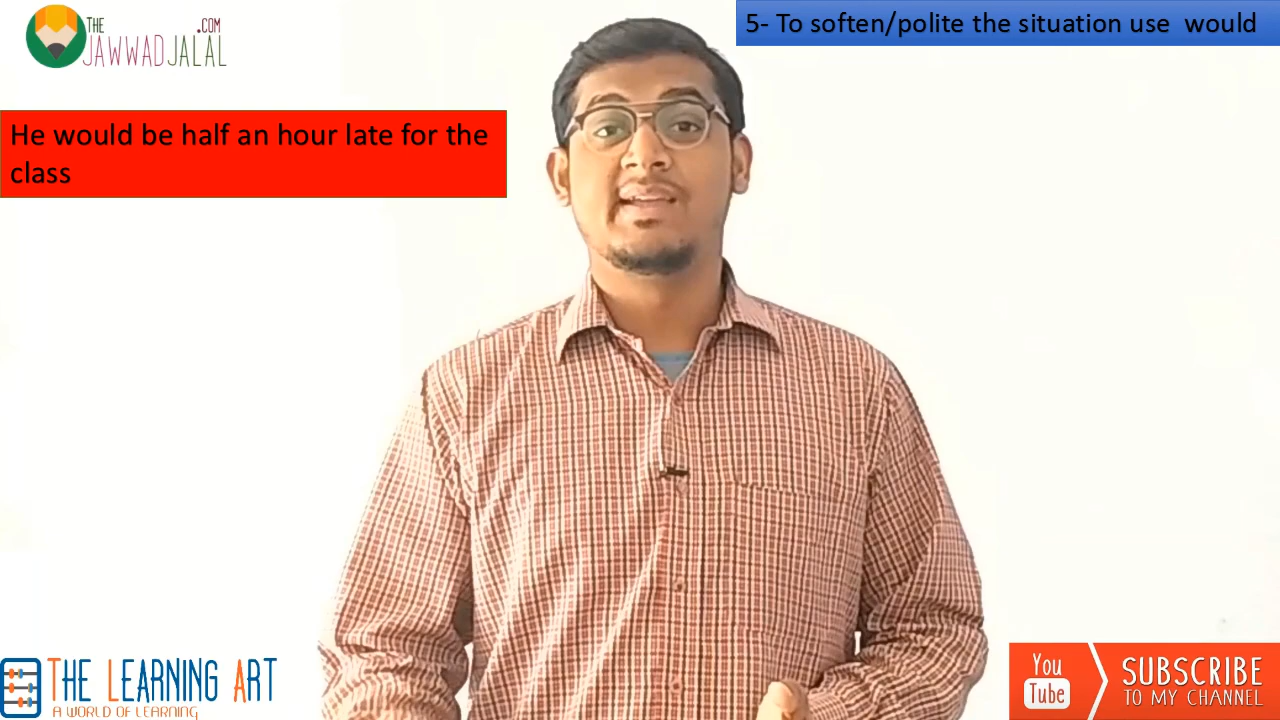 THE .COM
JAWWADJALAL
5- To soften/polite the situation use would
He would be half an hour late for the
class
THE LEARNING ART
A WORLD OF LEARNING
You
Tube
SUBSCRIBE
TO MY CHANNEL